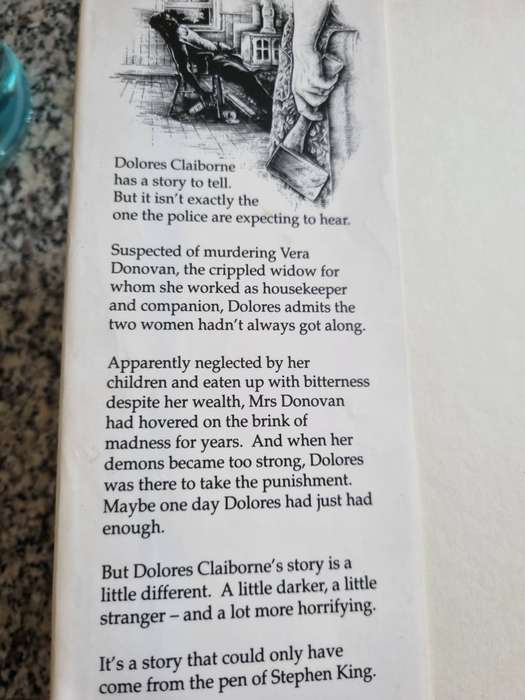 Dolores Claiborne
has a story to tell.
But it isn't exactly the
one the police are expecting to hear.
Suspected of murdering Vera
Donovan, the crippled widow for
whom she worked as housekeeper
and companion, Dolores admits the
two women hadn't always got along.
Apparently neglected by her
children and eaten up with bitterness
despite her wealth, Mrs Donovan
had hovered on the brink of
madness for years. And when her
demons became too strong, Dolores
was there to take the punishment.
Maybe one day Dolores had just had
enough.
But Dolores Claiborne's story is a
little different. A little darker, a little
stranger – and a lot more horrifying.
It's a story that could only have
come from the pen of Stephen King.